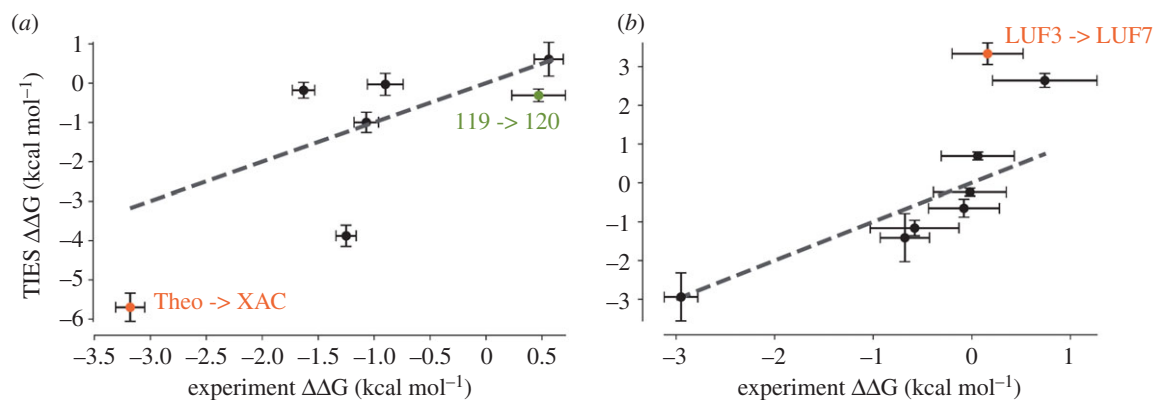 (a)
(b)
TIES ΔΔG (kcal mol⁻¹)
1
0
–1
–2
–3
–4
–5
–6
119 -> 120
Theo -> XAC
–3.5 –3.0 –2.5 –2.0 –1.5 –1.0 –0.5 0 0.5
experiment ΔΔG (kcal mol⁻¹)
LUF3 -> LUF7
3
2
1
0
–1
–2
–3
–3 –2 –1 0 1
experiment ΔΔG (kcal mol⁻¹)